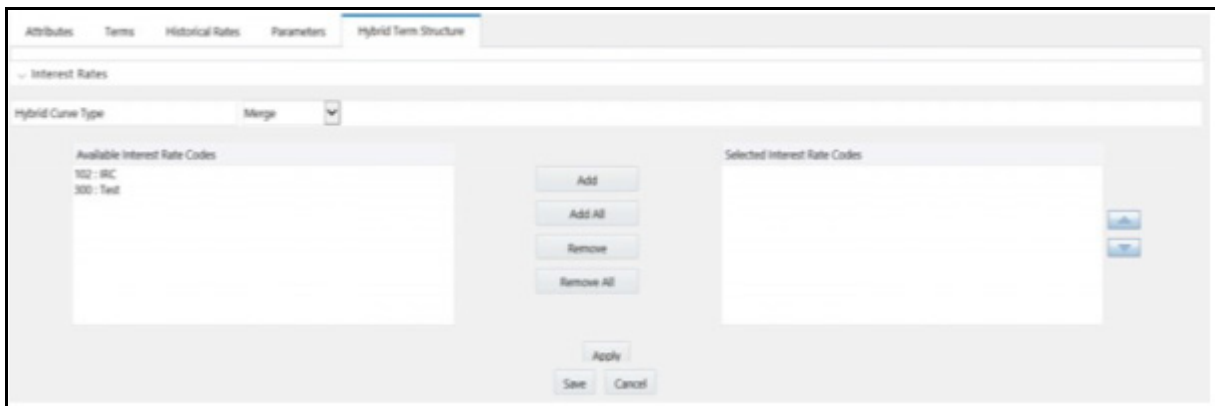 Attributes Terms Historical Rates Parameters Hybrid Term Structure
Interest Rates
Hybrid Curve Type Merge
Available Interest Rate Codes Selected Interest Rate Codes
102 : IRC
300 : Test
Add
Add All
Remove
Remove All
Apply
Save Cancel